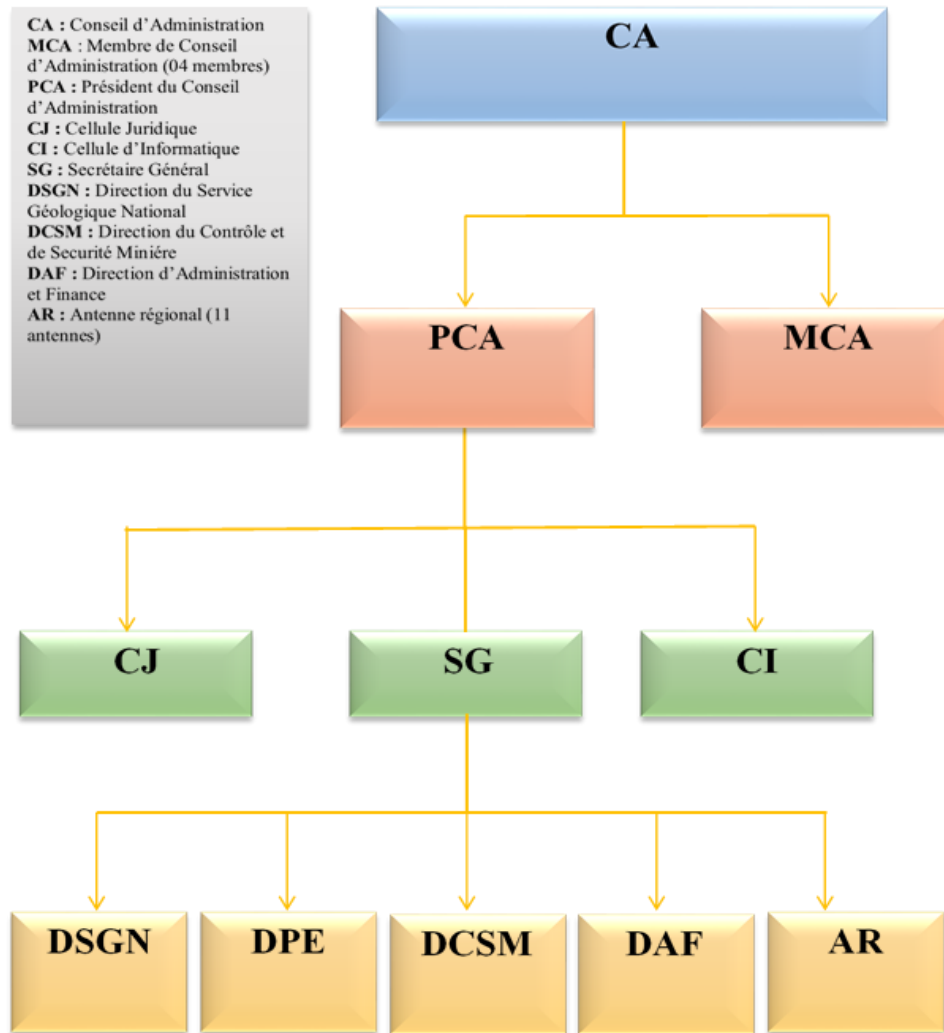 CA : Conseil d’Administration
MCA : Membre de Conseil
d’Administration (04 membres)
PCA : Président du Conseil
d’Administration
CJ : Cellule Juridique
CI : Cellule d’Informatique
SG : Secrétaire Général
DSGN : Direction du Service
Géologique National
DCSM : Direction du Contrôle et
de Securité Miniére
DAF : Direction d’Administration
et Finance
AR : Antenne régional (11
antennes)
CA
PCA
MCA
CJ
SG
CI
DSGN
DPE
DCSM
DAF
AR